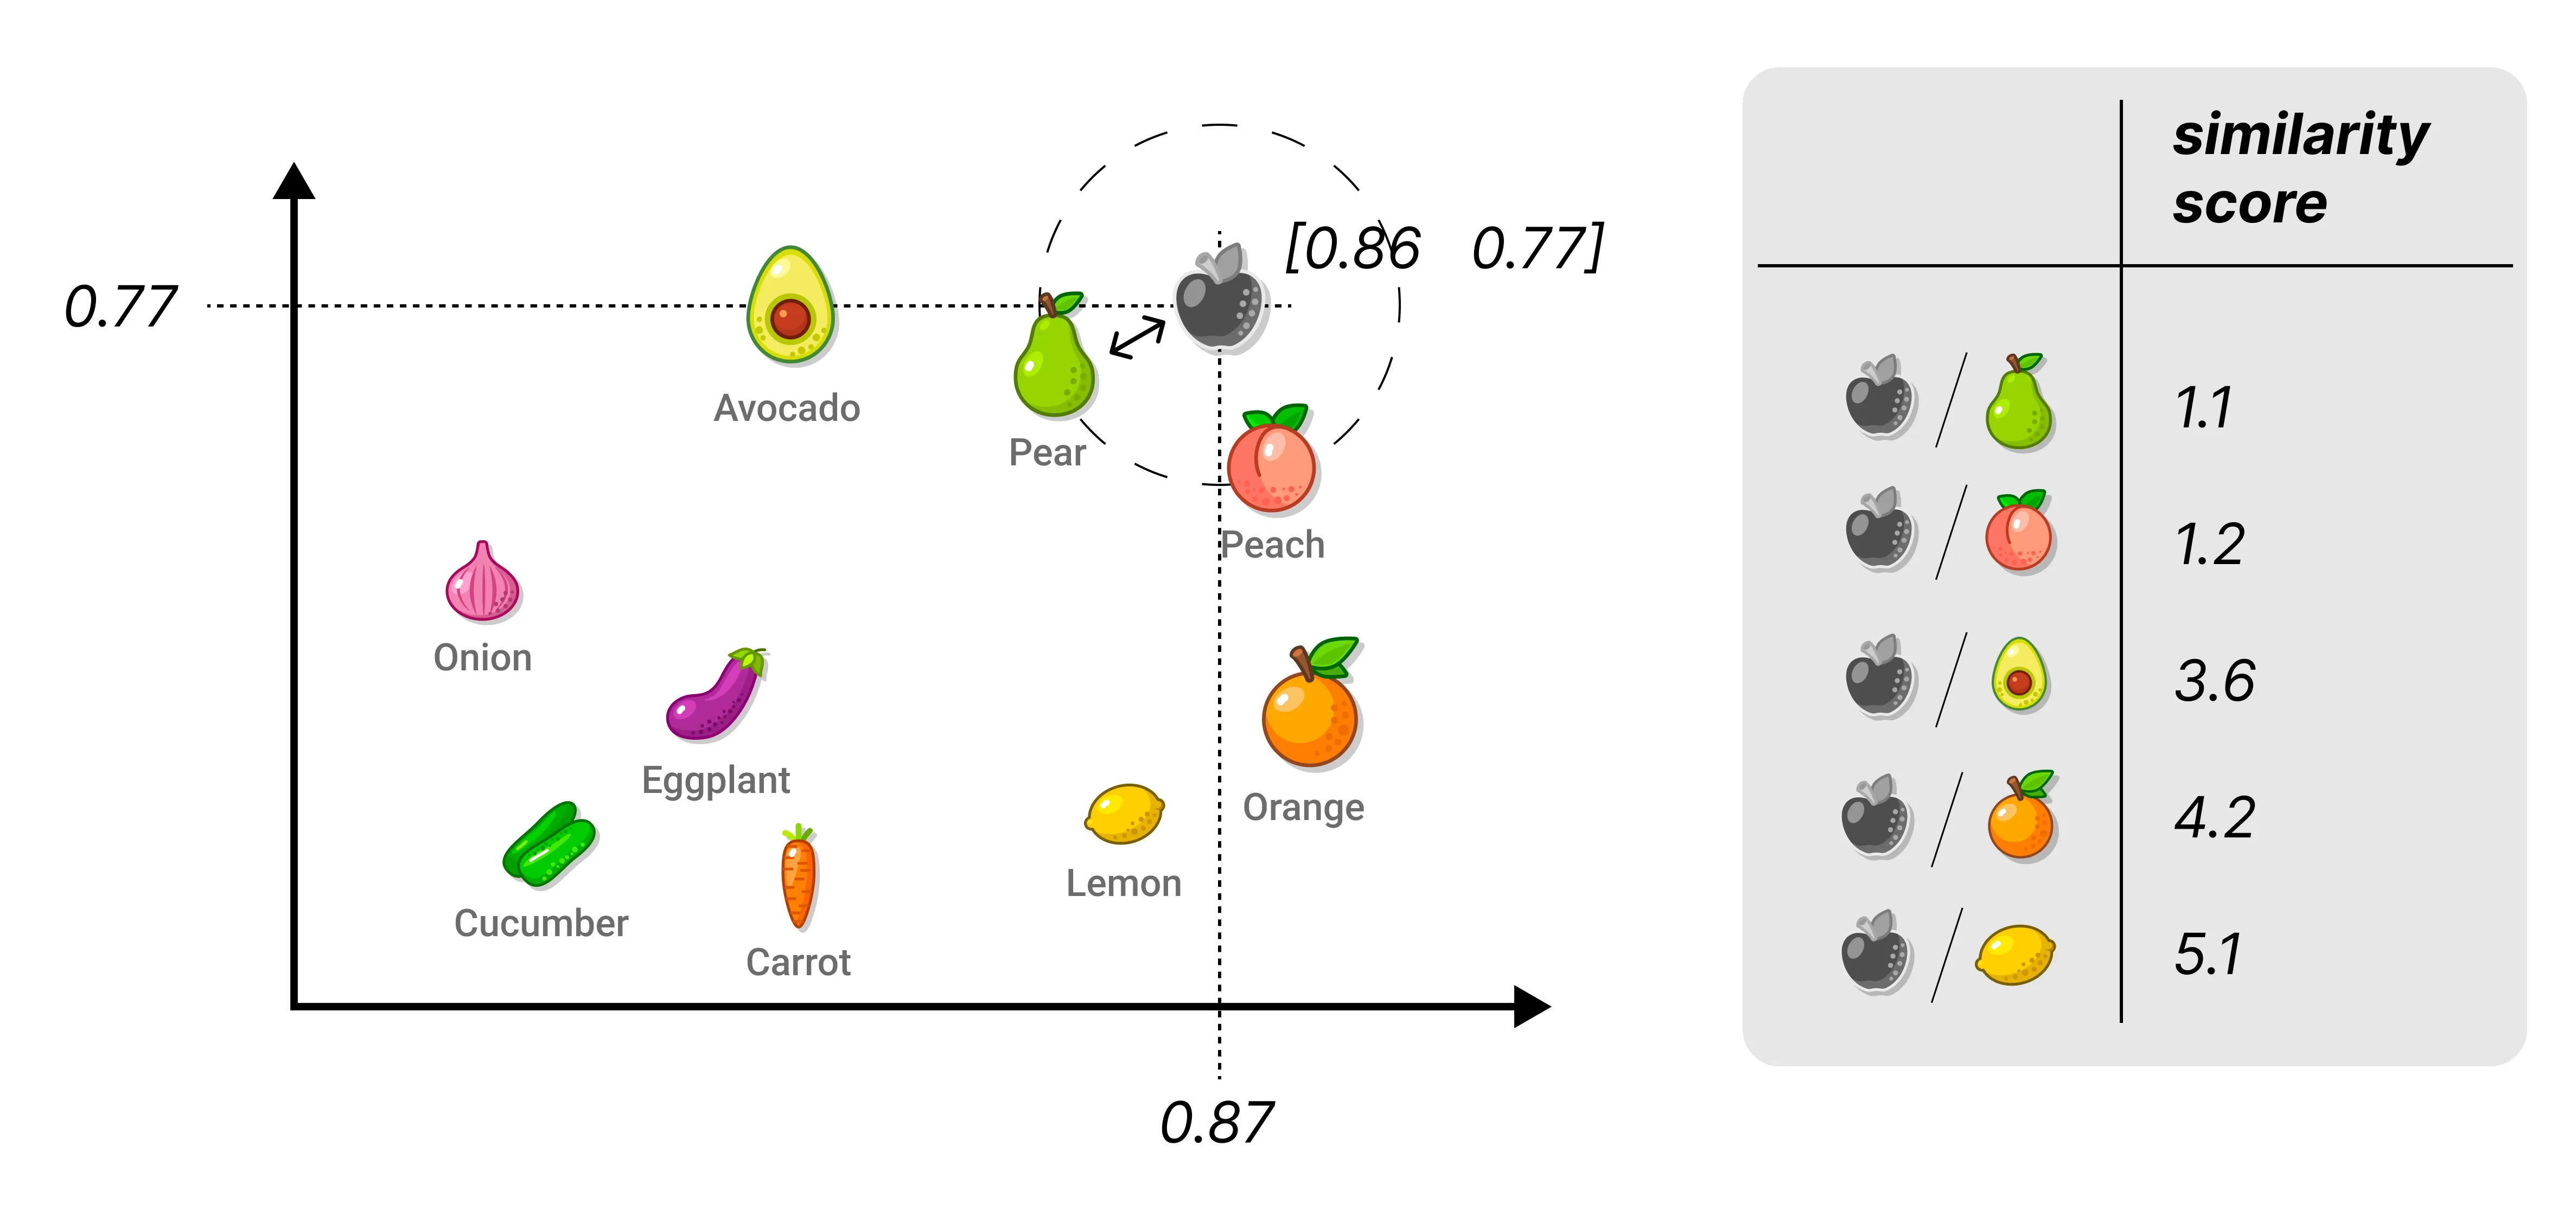 [0.86 0.77]
0.77
Avocado
Pear
Peach
Onion
Eggplant
Orange
Lemon
Cucumber
Carrot
0.87
similarity
score
1.1
1.2
3.6
4.2
5.1